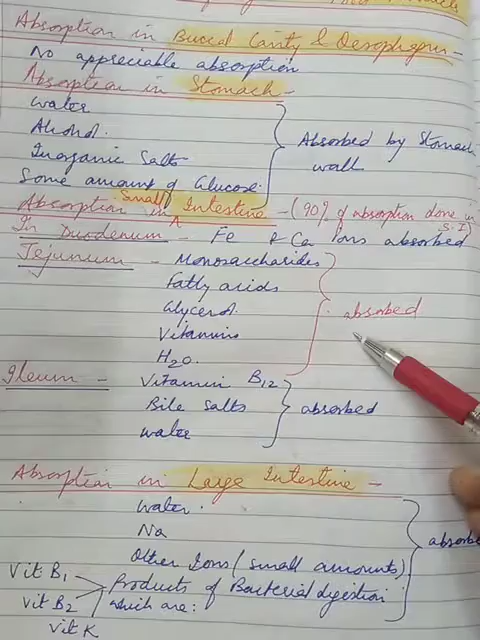 Absorption in Buccal Cavity & Oesophagus -
No appreciable absorption
Absorption in Stomach -
Water
Alcohol.
Inorganic Salts
Some amount of Glucose.
Absorbed by Stomach
wall
Absorption in Small Intestine - (90% of absorption done in S.I)
In Duodenum - Fe & Ca Ions absorbed
Jejunum - Monosaccharides
Fatty acids
Glycerol.
Vitamins
H2O.
absorbed
Ileum - Vitamin B12
Bile Salts
water
absorbed
Absorption in Large Intestine -
water.
Na
Other Ions (small amounts)
Products of Bacterial digestion
which are:
absorbe
Vit B1
Vit B2
Vit K